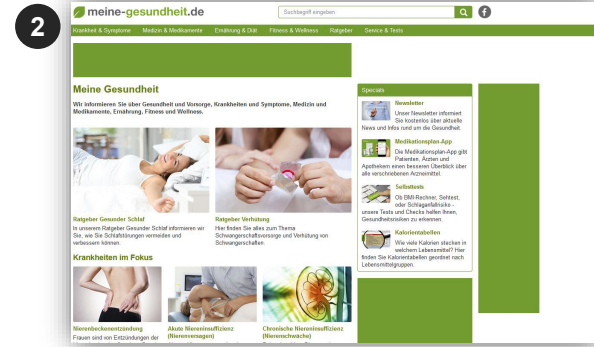 2
meine-gesundheit.de
Suchbegriff eingeben
Krankheit & Symptome Medizin & Medikamente Ernährung & Diät Fitness & Wellness Ratgeber Service & Tests
Meine Gesundheit
Wir informieren Sie über Gesundheit und Vorsorge, Krankheiten und Symptome, Medizin und
Medikamente, Ernährung, Fitness und Wellness.
Ratgeber Gesunder Schlaf
In unserem Ratgeber Gesunder Schlaf informieren wir
Sie, wie Sie Schlafstörungen vermeiden und
verbessern können.
Ratgeber Verhütung
Hier finden Sie alles zum Thema
Schwangerschaftsvorsorge und Verhütung von
Schwangerschaften.
Krankheiten im Fokus
Nierenbeckenentzündung
Frauen sind von Entzündungen der
Akute Niereninsuffizienz
(Nierenversagen)
Chronische Niereninsuffizienz
(Nierenschwäche)
Specials
Newsletter
Unser Newsletter informiert
Sie kostenlos über aktuelle
News und Infos rund um die Gesundheit.
Medikationsplan-App
Die Medikationsplan-App gibt
Patienten, Ärzten und
Apothekern einen besseren Überblick über
alle verschriebenen Arzneimittel.
Selbsttests
Ob BMI-Rechner, Sehtest,
oder Schlaganfallrisiko -
unsere Tests und Checks helfen Ihnen,
Gesundheitsrisiken zu erkennen.
Kalorientabellen
Wie viele Kalorien stecken in
welchem Lebensmittel? Hier
finden Sie Kalorientabellen geordnet nach
Lebensmittelgruppen.